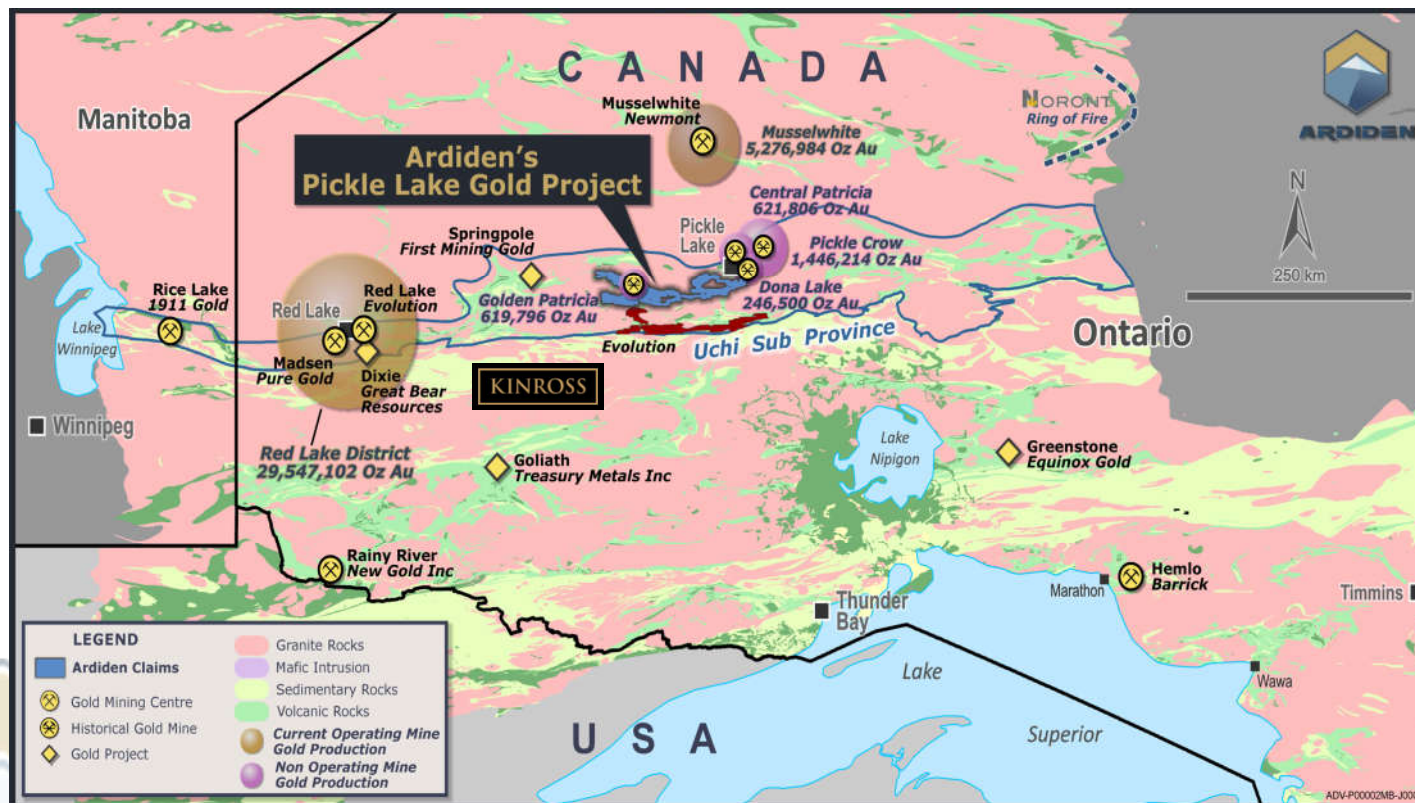 CANADA
Manitoba
Musselwhite
Newmont
NORONT
Ring of Fire
ARDIDEN
Musselwhite
5,276,984 Oz Au
Ardiden's
Pickle Lake Gold Project
N
250 km
Central Patricia
621,806 Oz Au
Pickle
Lake
Springpole
First Mining Gold
Pickle Crow
1,446,214 Oz Au
Rice Lake
1911 Gold
Red Lake
Red Lake
Evolution
Golden Patricia
619,796 Oz Au
Dona Lake
246,500 Oz Au
Lake
Winnipeg
Evolution
Uchi Sub Province
Ontario
Madsen
Pure Gold
Dixie
Great Bear
Resources
KINROSS
Winnipeg
Red Lake District
29,547,102 Oz Au
Goliath
Treasury Metals Inc
Lake
Nipigon
Greenstone
Equinox Gold
Rainy River
New Gold Inc
Marathon
Hemlo
Barrick
Timmins
Thunder
Bay
LEGEND
Ardiden Claims
Gold Mining Centre
Historical Gold Mine
Gold Project
Granite Rocks
Mafic Intrusion
Sedimentary Rocks
Volcanic Rocks
Current Operating Mine
Gold Production
Non Operating Mine
Gold Production
Wawa
Lake
Superior
USA